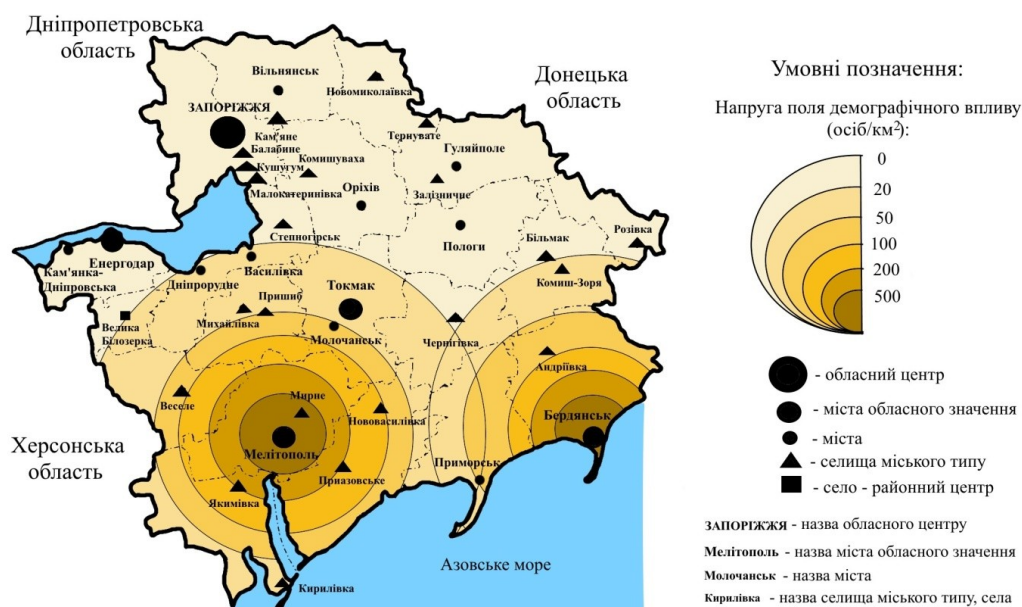 Дніпропетровська
область
Донецька
область
Херсонська
область
Вільнянськ
Новомиколаївка
ЗАПОРІЖЖЯ
Кам'яне
Балабине
Кушугум
Малокатеринівка
Комишуваха
Тернувате
Гуляйполе
Залізничне
Оріхів
Степногірськ
Пологи
Більмак
Розівка
Комиш-Зоря
Енергодар
Кам'янка-
Дніпровська
Василівка
Дніпрорудне
Токмак
Пришиб
Михайлівка
Велика
Білозерка
Молочанськ
Чернігівка
Андріївка
Веселе
Мирне
Нововасилівка
Бердянськ
Мелітополь
Приморськ
Приазовське
Якимівка
Азовське море
Кирилівка
Умовні позначення:
Напруга поля демографічного впливу
(осіб/км²):
0
20
50
100
200
500
- обласний центр
- міста обласного значення
- міста
- селища міського типу
- село - районний центр
ЗАПОРІЖЖЯ - назва обласного центру
Мелітополь - назва міста обласного значення
Молочанськ - назва міста
Кирилівка - назва селища міського типу, села